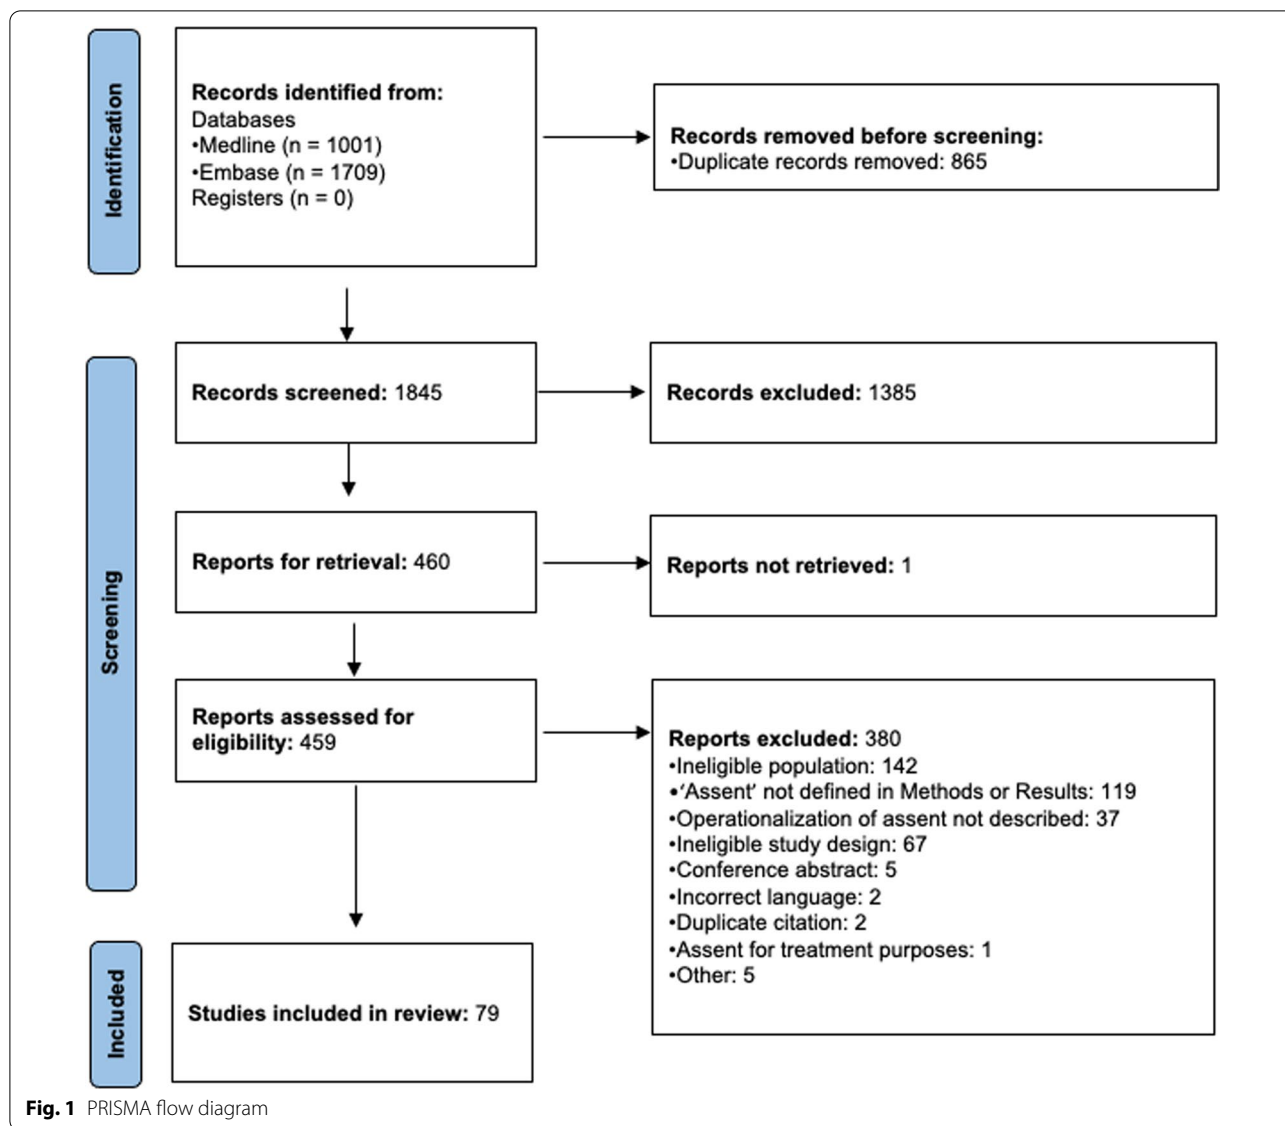 Identification
Records identified from:
Databases
•Medline (n = 1001)
•Embase (n = 1709)
Registers (n = 0)
Records removed before screening:
•Duplicate records removed: 865
Screening
Records screened: 1845
Records excluded: 1385
Reports for retrieval: 460
Reports not retrieved: 1
Reports assessed for
eligibility: 459
Reports excluded: 380
•Ineligible population: 142
•'Assent' not defined in Methods or Results: 119
•Operationalization of assent not described: 37
•Ineligible study design: 67
•Conference abstract: 5
•Incorrect language: 2
•Duplicate citation: 2
•Assent for treatment purposes: 1
•Other: 5
Included
Studies included in review: 79
Fig. 1 PRISMA flow diagram